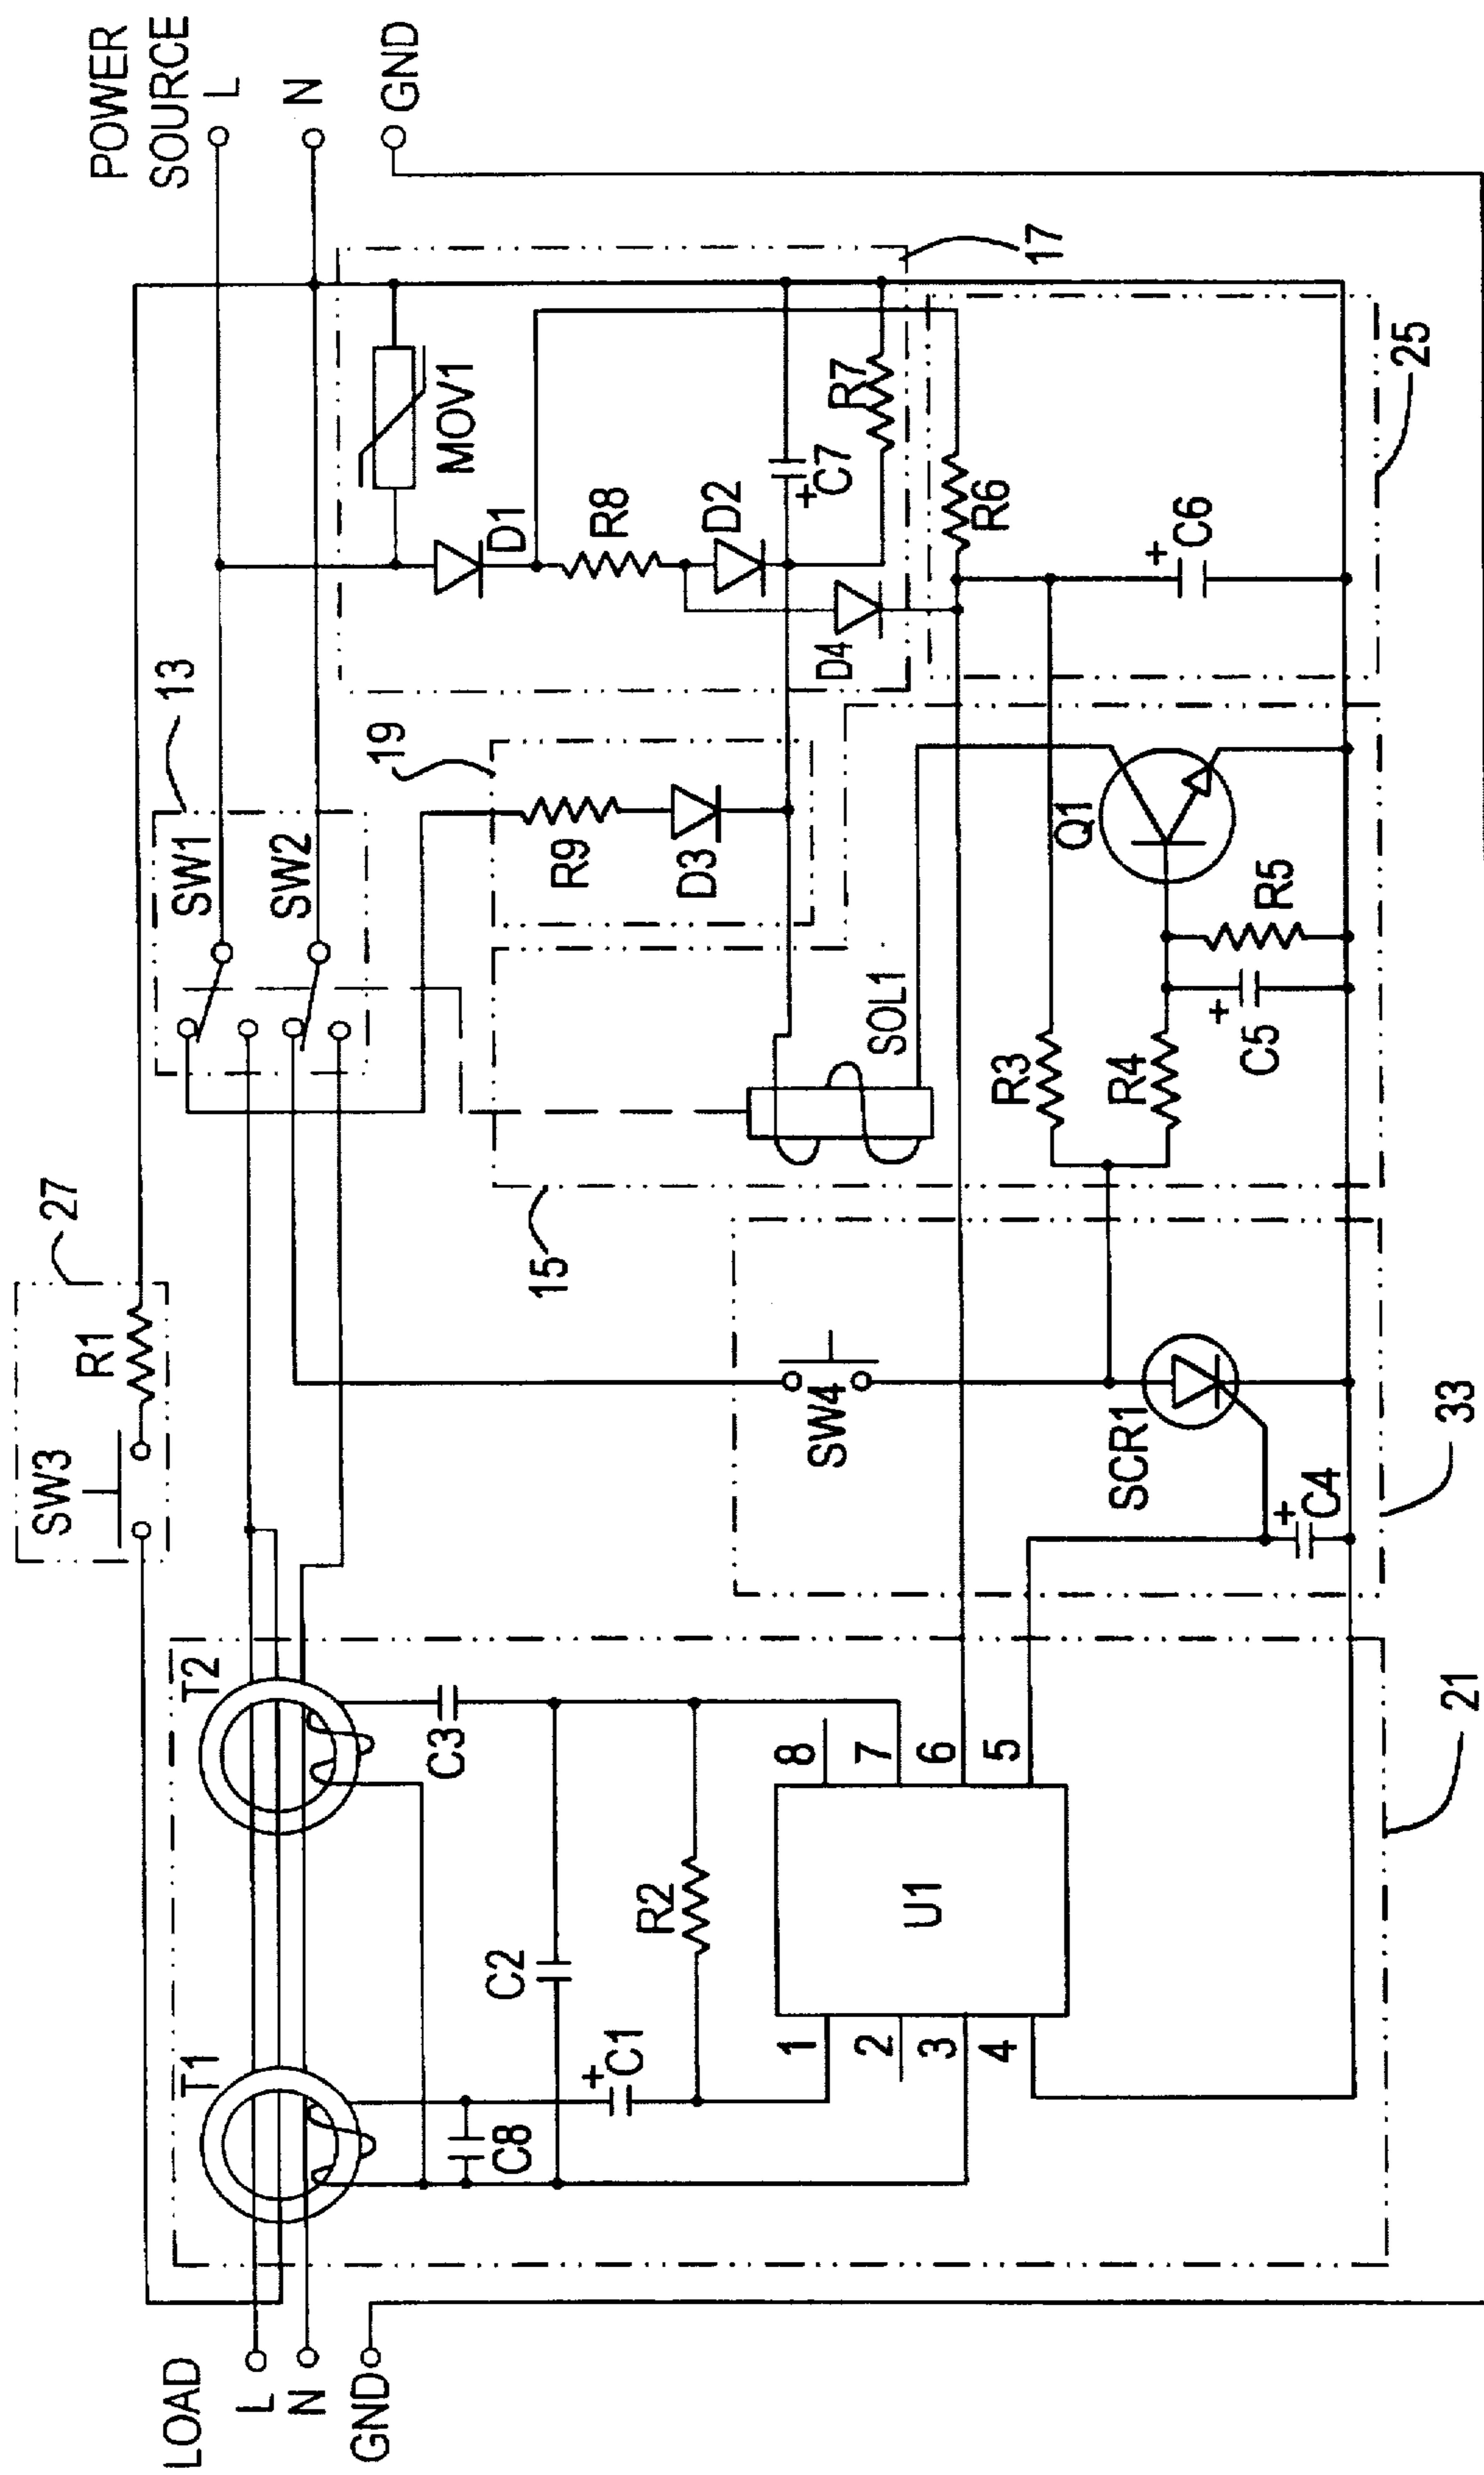 POWER
SOURCE
L
N
GND
17
25
MOV1
D1
R8
D2
C7
+
R7
D4
R6
C6
+
13
SW1
SW2
19
R9
D3
Q1
R5
C5
+
SOL1
R3
R4
15
27
R1
SW3
SW4
SCR1
C4
+
33
T2
C3
T1
C2
R2
C1
+
C8
U1
8
7
6
5
1
2
3
4
21
LOAD
L
N
GND